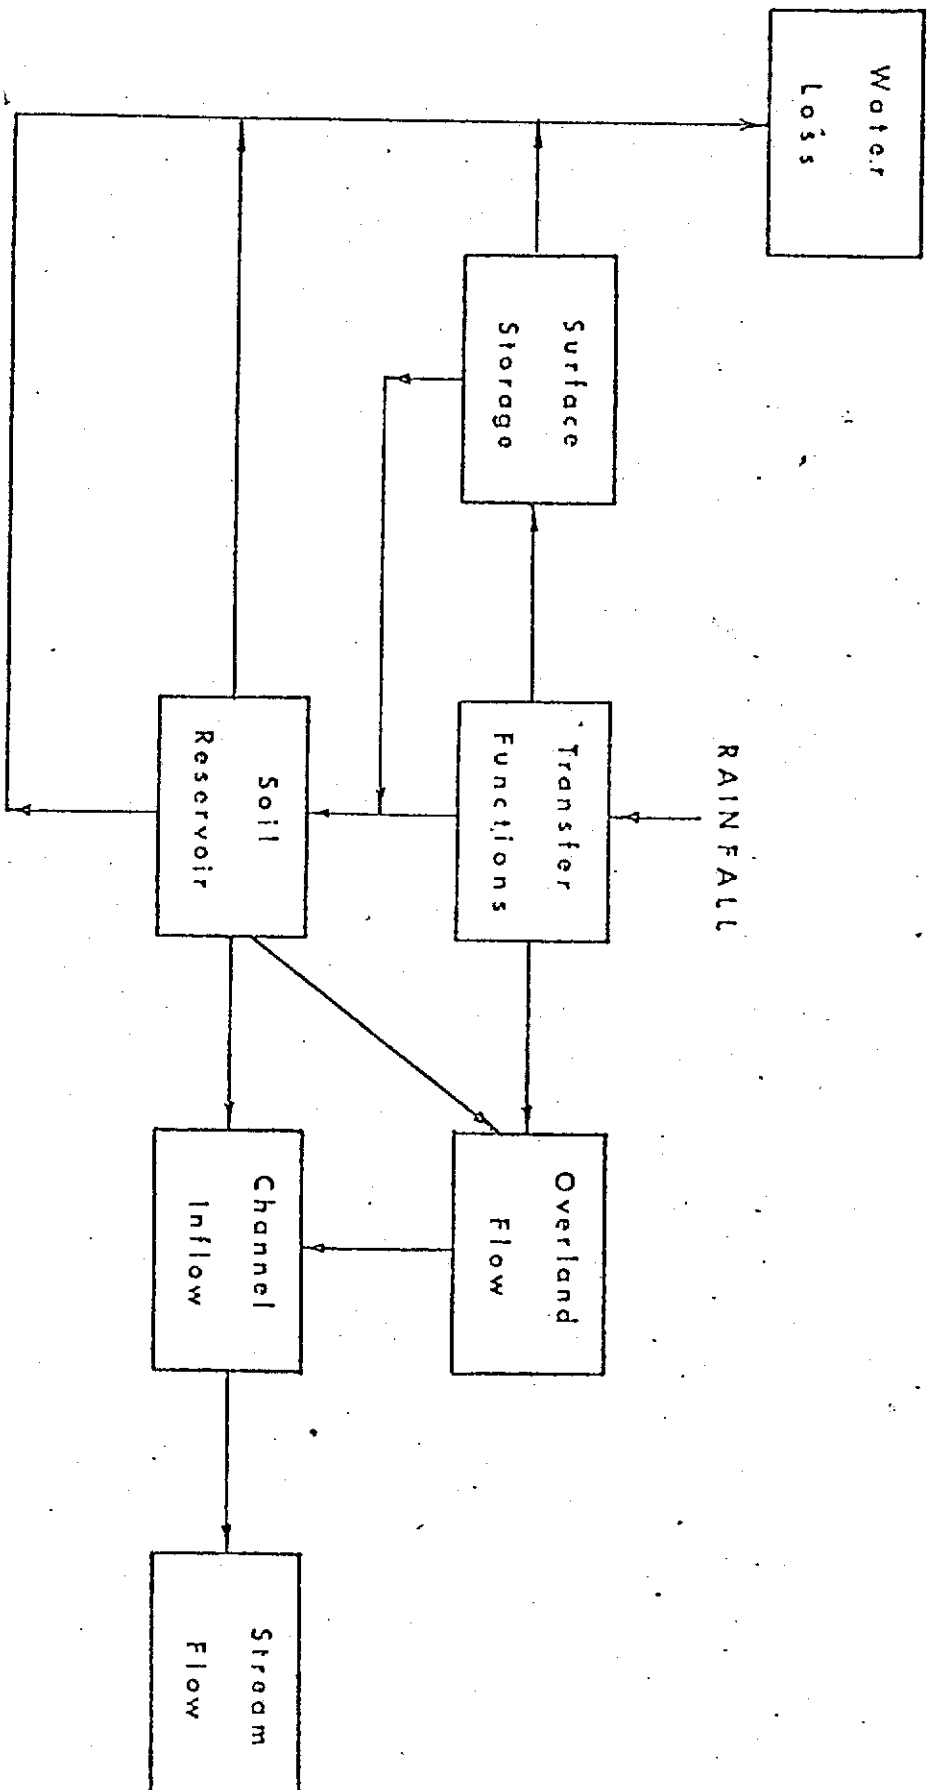 RAINFALL
Water
Loss
Surface
Storage
Transfer
Functions
Overland
Flow
Soil
Reservoir
Channel
Inflow
Stream
Flow